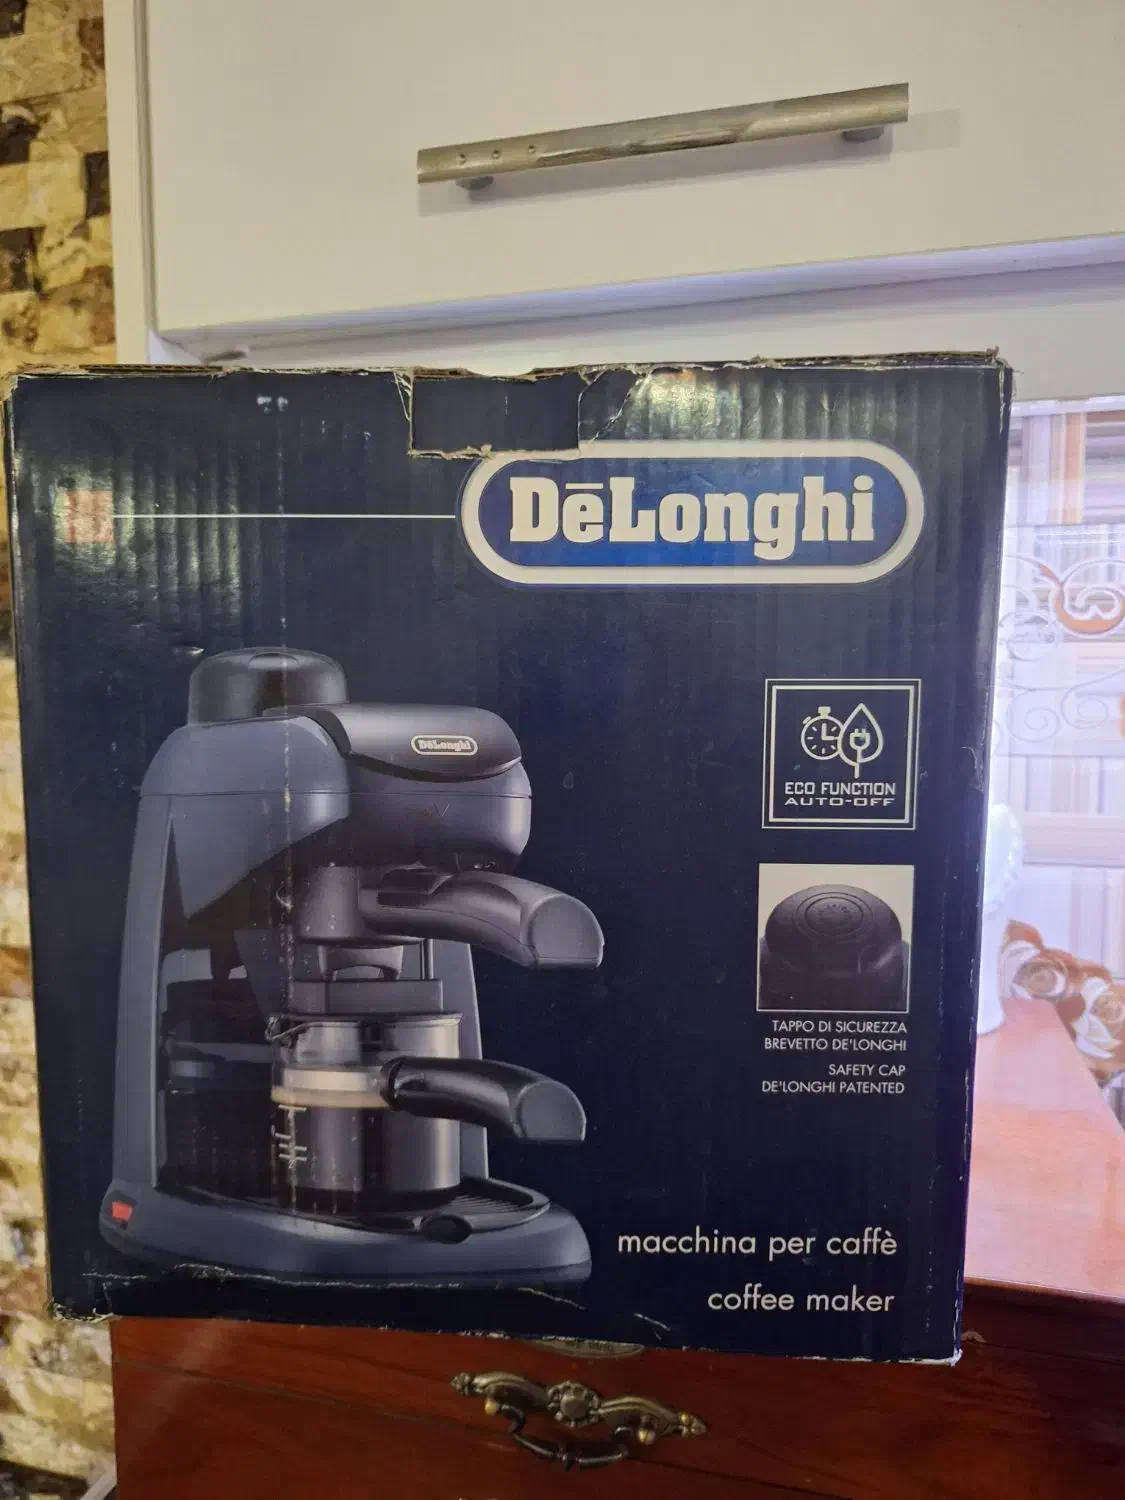 DēLonghi
DēLonghi
ECO FUNCTION
AUTO-OFF
TAPPO DI SICUREZZA
BREVETTO DE'LONGHI
SAFETY CAP
DE'LONGHI PATENTED
macchina per caffè
coffee maker